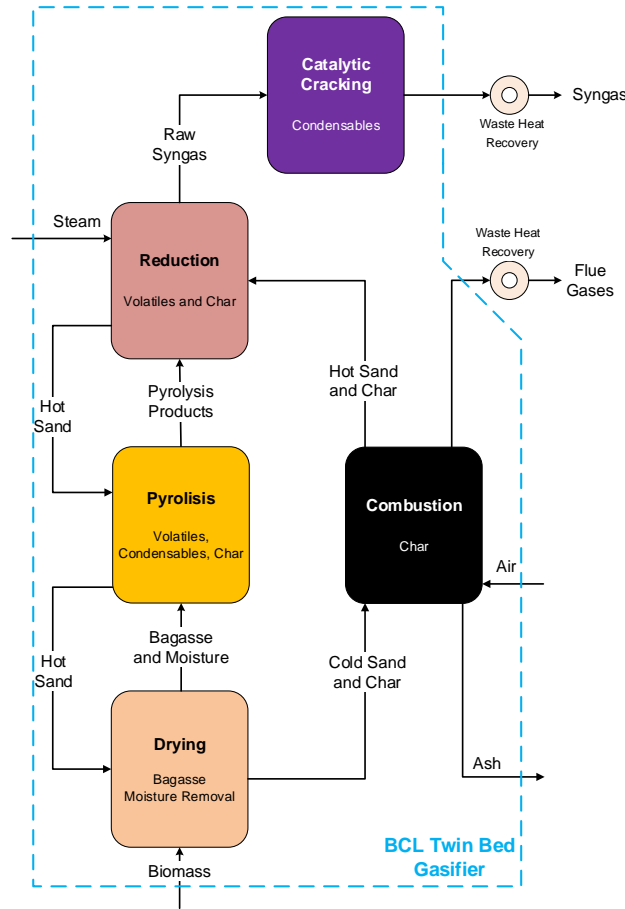 Catalytic
Cracking
Condensables
Syngas
Waste Heat
Recovery
Raw
Syngas
Steam
Waste Heat
Recovery
Reduction
Volatiles and Char
Flue
Gases
Hot
Sand
Pyrolysis
Products
Hot Sand
and Char
Pyrolisis
Volatiles,
Condensables, Char
Combustion
Char
Air
Hot
Sand
Bagasse
and Moisture
Cold Sand
and Char
Drying
Bagasse
Moisture Removal
Ash
BCL Twin Bed
Gasifier
Biomass